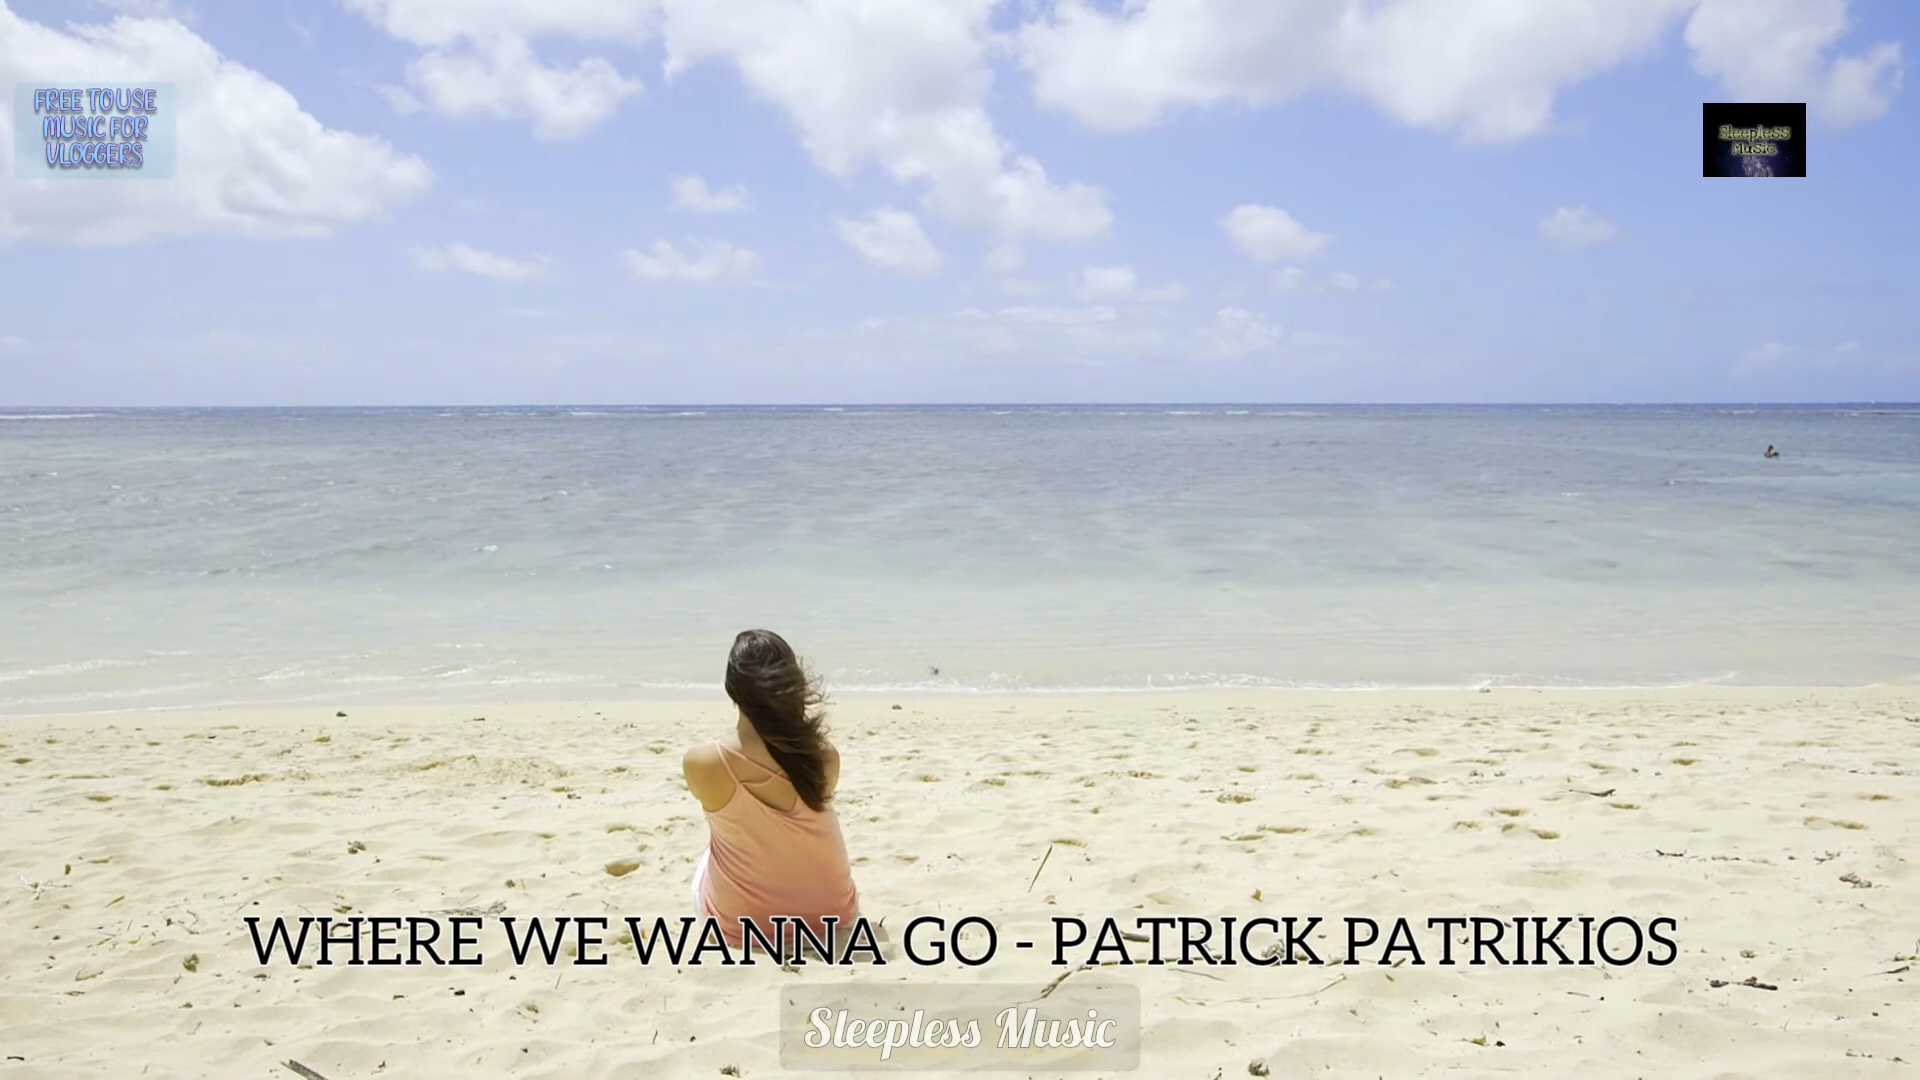 FREE TO USE
MUSIC FOR
VLOGGERS
Sleepless
Music
WHERE WE WANNA GO - PATRICK PATRIKIOS
Sleepless Music